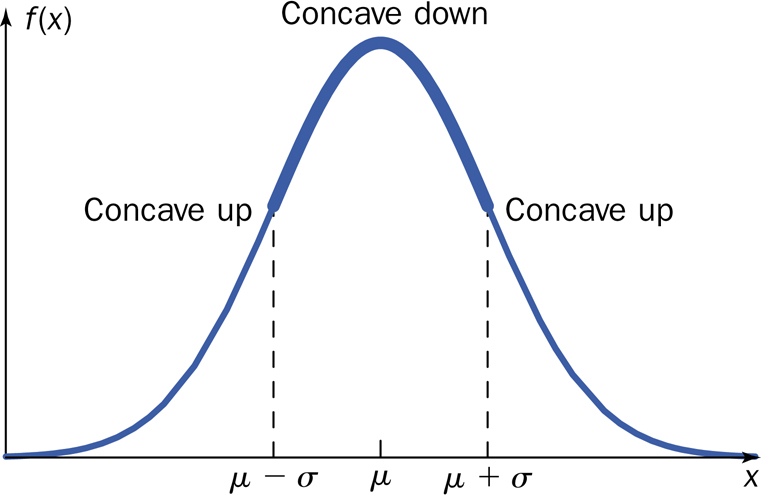 Concave down
f(x)
Concave up
Concave up
μ − σ
μ
μ + σ
x